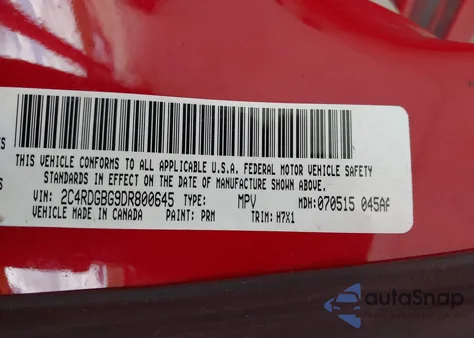 THIS VEHICLE CONFORMS TO ALL APPLICABLE U.S.A. FEDERAL MOTOR VEHICLE SAFETY
STANDARDS IN EFFECT ON THE DATE OF MANUFACTURE SHOWN ABOVE.
VIN: 2C4RDGBG9DR800645 TYPE: MPV MDH: 070515 045AA
VEHICLE MADE IN CANADA PAINT: PRM TRIM: H7X1
autoSnap